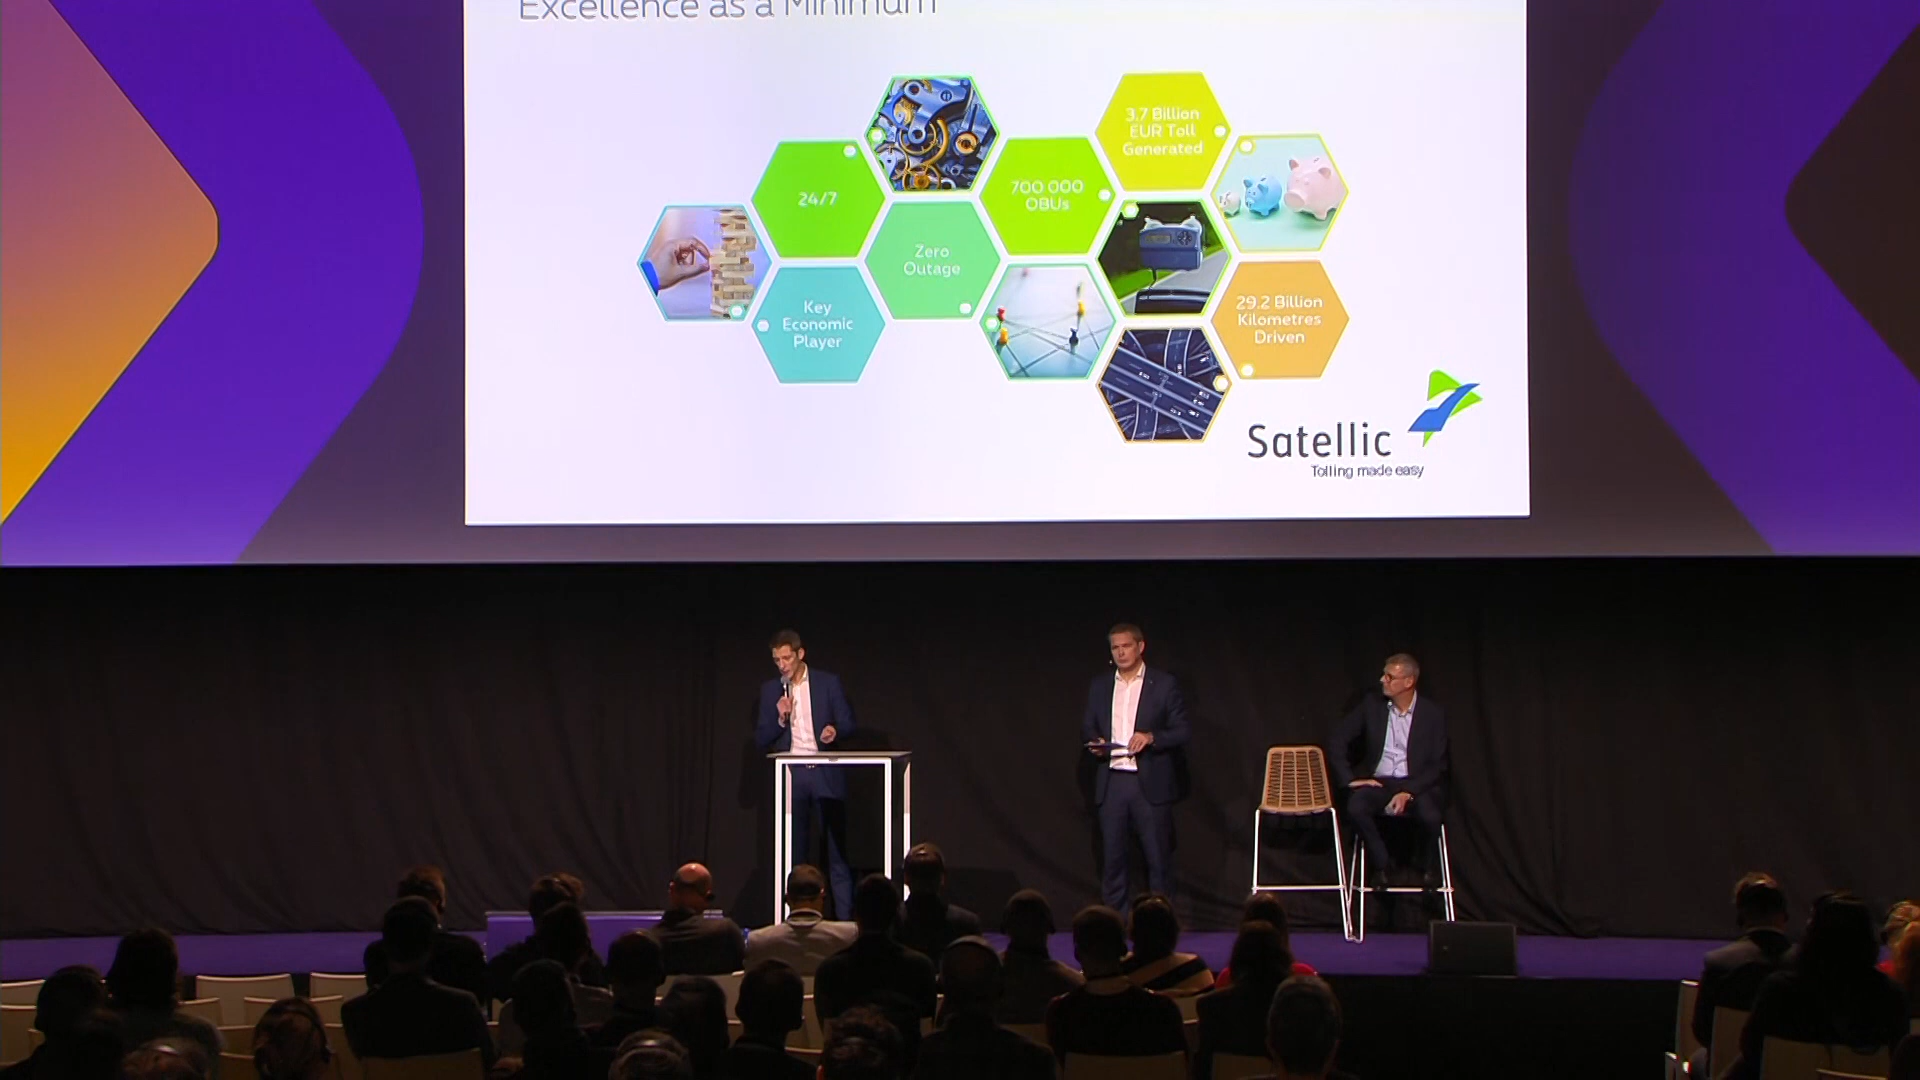 Excellence as a Minimum
3.7 Billion
EUR Toll
Generated
24/7
700 000
OBUs
Zero
Outage
Key
Economic
Player
29.2 Billion
Kilometres
Driven
Satellic
Tolling made easy